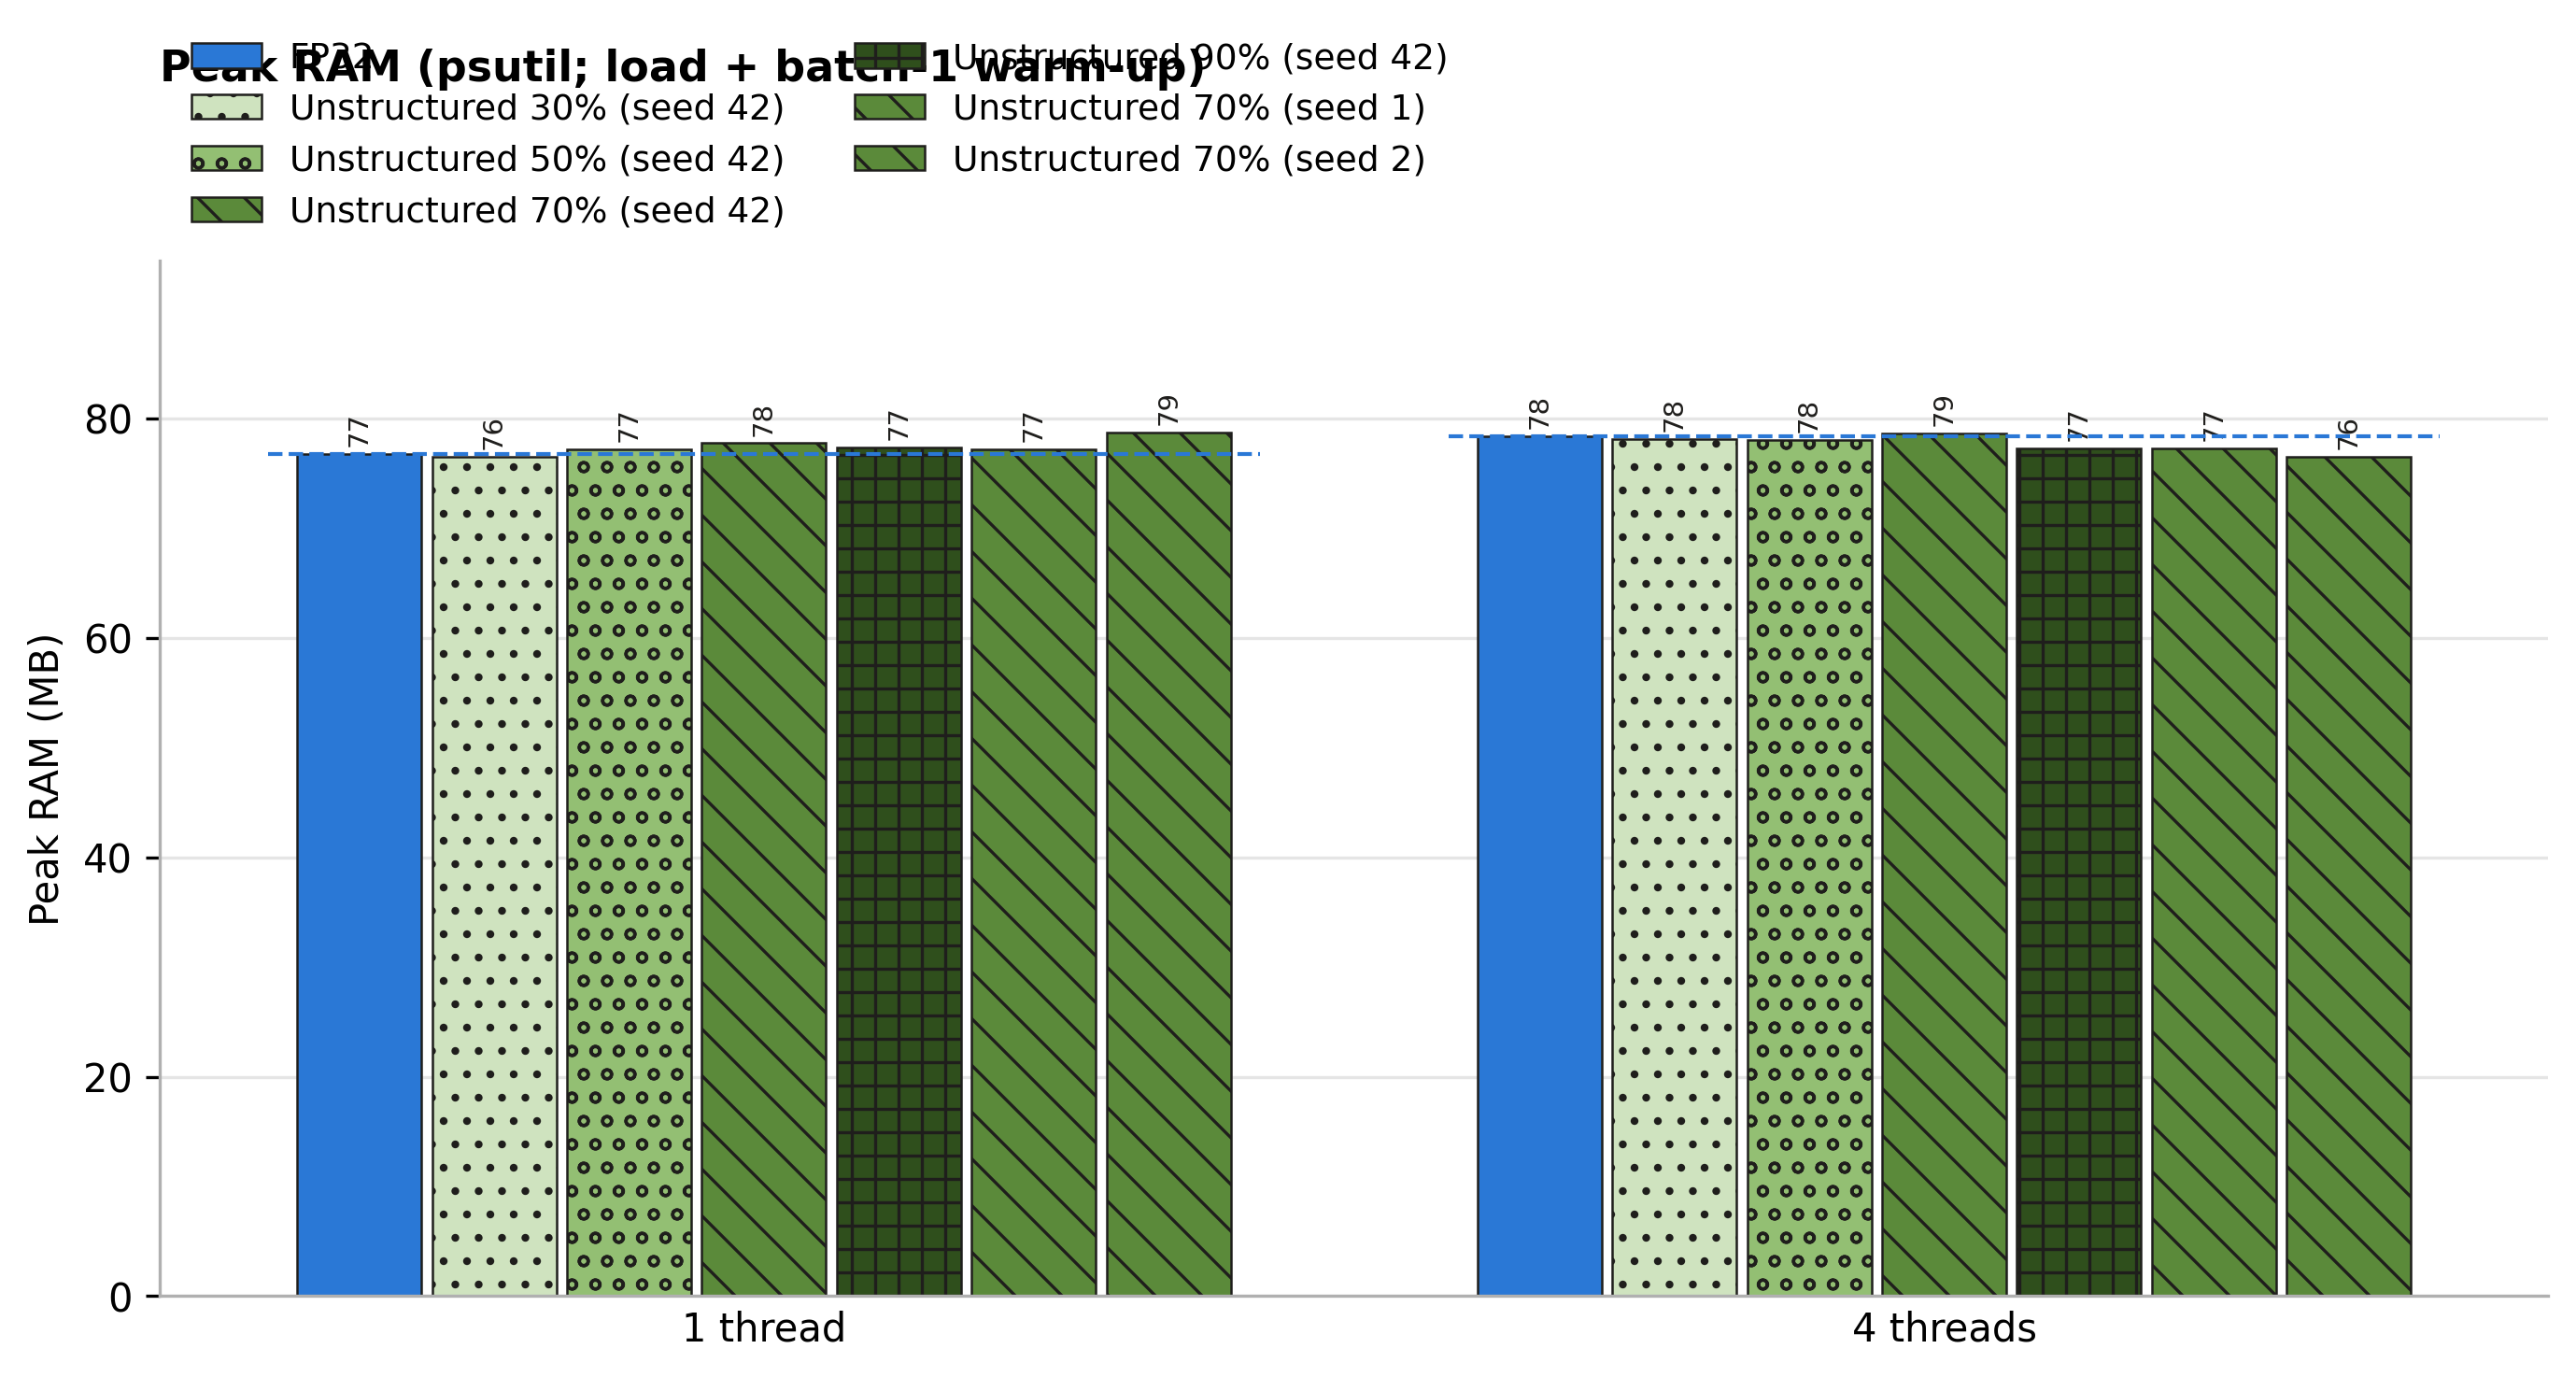 Peak RAM (psutil; load + batch-1 warm-up)
FP32
Unstructured 30% (seed 42)
Unstructured 50% (seed 42)
Unstructured 70% (seed 42)
Unstructured 90% (seed 42)
Unstructured 70% (seed 1)
Unstructured 70% (seed 2)
Peak RAM (MB)
80
60
40
20
0
77
76
77
78
77
77
79
78
78
78
79
77
77
76
1 thread
4 threads